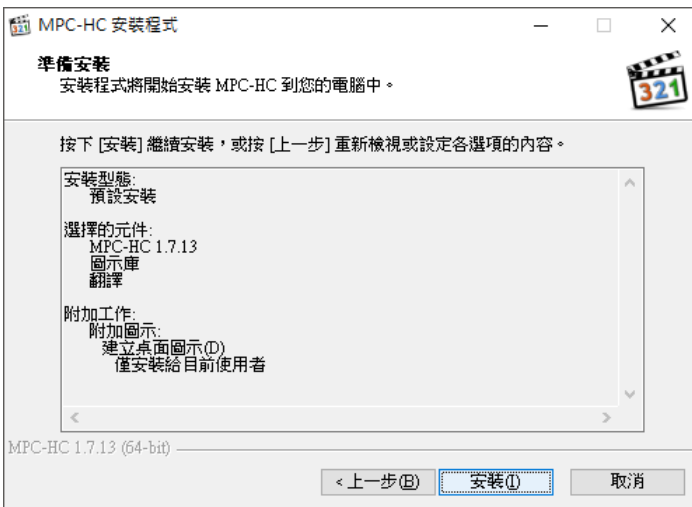 MPC-HC 安裝程式
準備安裝
安裝程式將開始安裝 MPC-HC 到您的電腦中。
321
按下 [安裝] 繼續安裝，或按 [上一步] 重新檢視或設定各選項的內容。
安裝型態:
預設安裝
選擇的元件:
MPC-HC 1.7.13
圖示庫
翻譯
附加工作:
附加圖示:
建立桌面圖示(D)
僅安裝給目前使用者
MPC-HC 1.7.13 (64-bit)
<上一步(B) 安裝(I) 取消